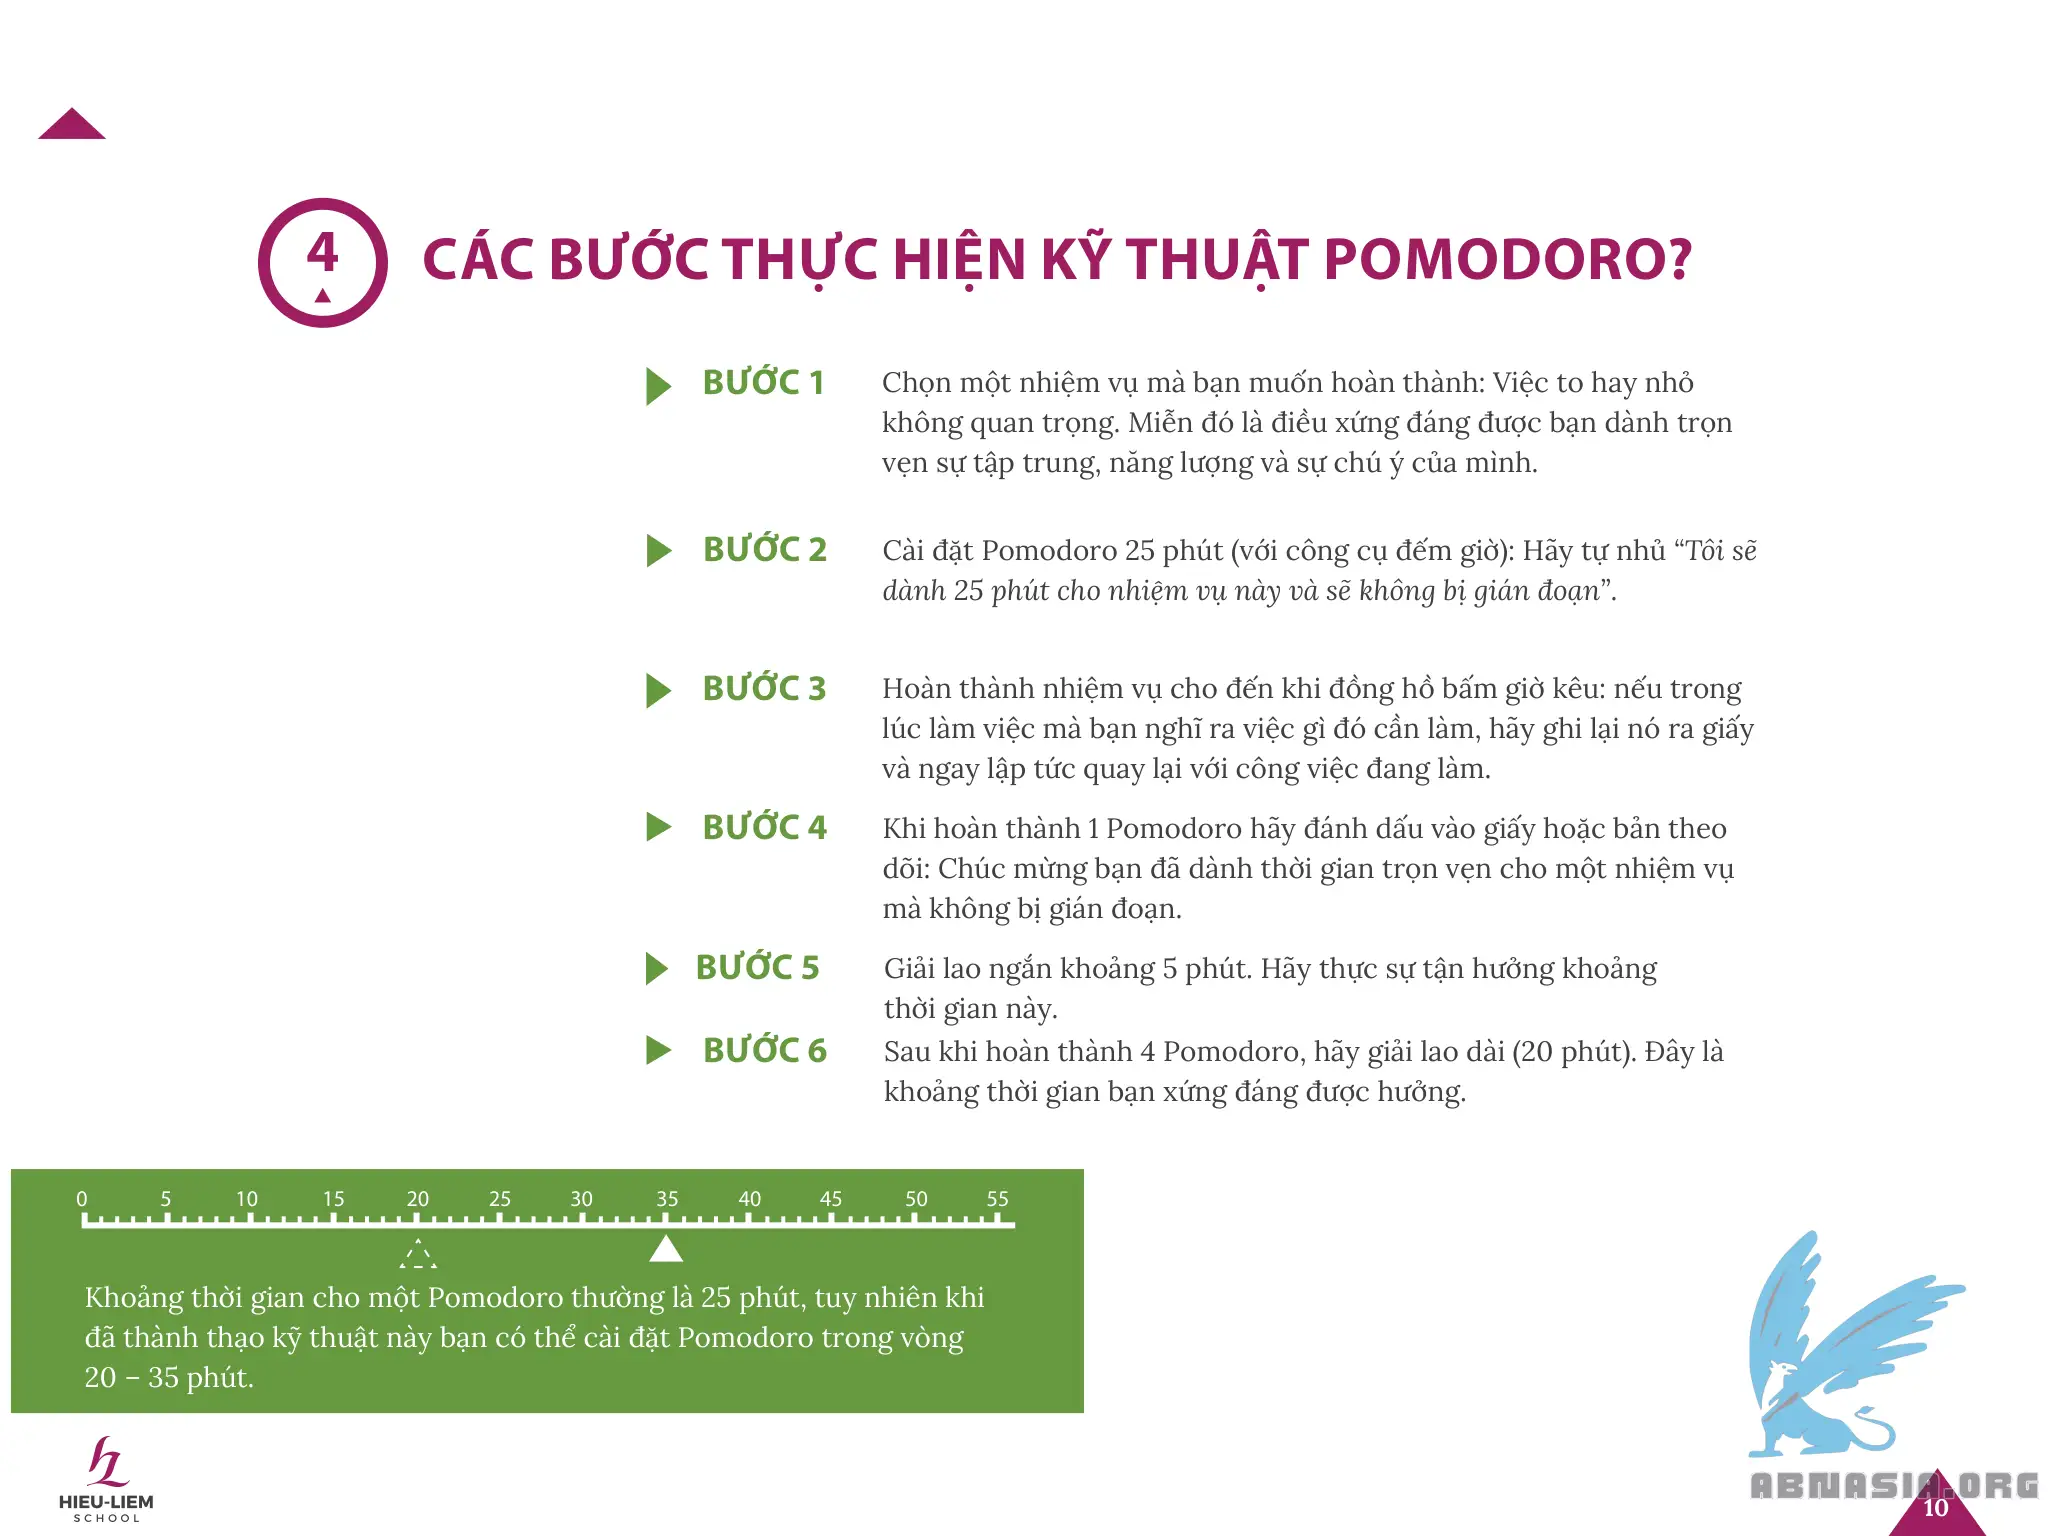 4
CÁC BƯỚC THỰC HIỆN KỸ THUẬT POMODORO?
BƯỚC 1
Chọn một nhiệm vụ mà bạn muốn hoàn thành: Việc to hay nhỏ
không quan trọng. Miễn đó là điều xứng đáng được bạn dành trọn
vẹn sự tập trung, năng lượng và sự chú ý của mình.
BƯỚC 2
Cài đặt Pomodoro 25 phút (với công cụ đếm giờ): Hãy tự nhủ “Tôi sẽ
dành 25 phút cho nhiệm vụ này và sẽ không bị gián đoạn”.
BƯỚC 3
Hoàn thành nhiệm vụ cho đến khi đồng hồ bấm giờ kêu: nếu trong
lúc làm việc mà bạn nghĩ ra việc gì đó cần làm, hãy ghi lại nó ra giấy
và ngay lập tức quay lại với công việc đang làm.
BƯỚC 4
Khi hoàn thành 1 Pomodoro hãy đánh dấu vào giấy hoặc bản theo
dõi: Chúc mừng bạn đã dành thời gian trọn vẹn cho một nhiệm vụ
mà không bị gián đoạn.
BƯỚC 5
Giải lao ngắn khoảng 5 phút. Hãy thực sự tận hưởng khoảng
thời gian này.
BƯỚC 6
Sau khi hoàn thành 4 Pomodoro, hãy giải lao dài (20 phút). Đây là
khoảng thời gian bạn xứng đáng được hưởng.
0 5 10 15 20 25 30 35 40 45 50 55
Khoảng thời gian cho một Pomodoro thường là 25 phút, tuy nhiên khi
đã thành thạo kỹ thuật này bạn có thể cài đặt Pomodoro trong vòng
20 – 35 phút.
HIEU-LIEM
SCHOOL
ABNASIA.ORG
10